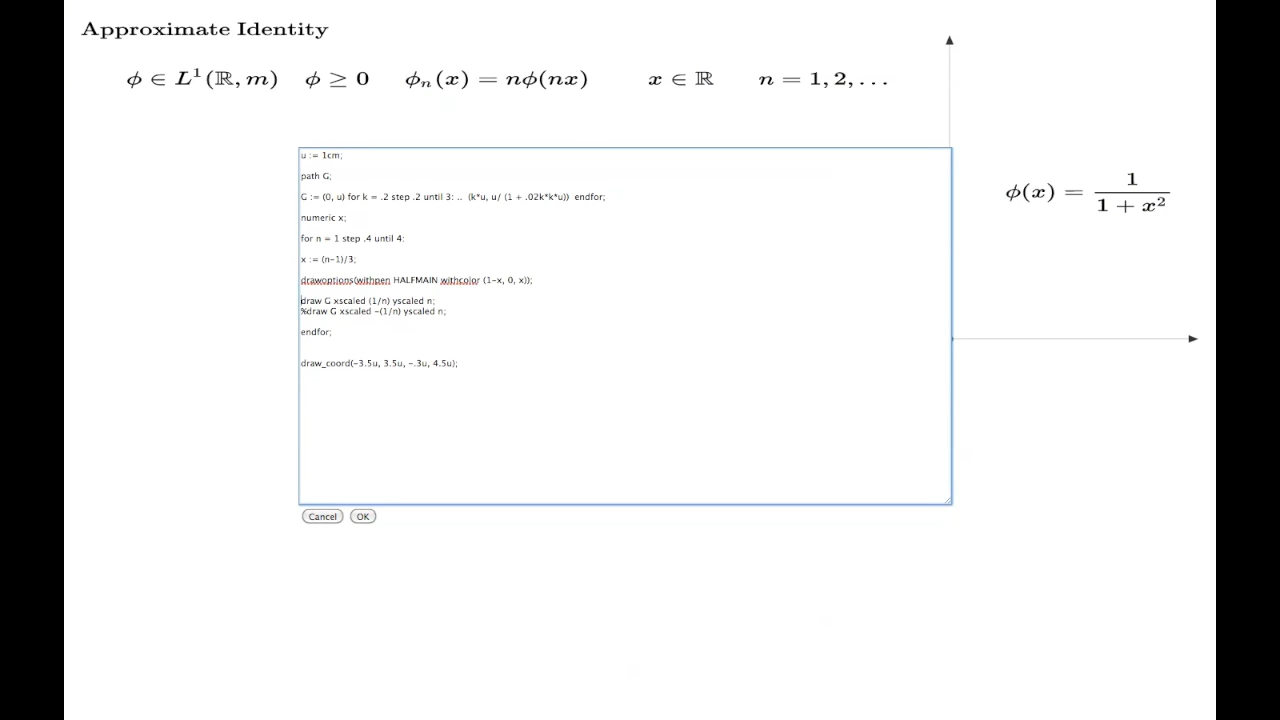 Approximate Identity
ϕ ∈ L¹(ℝ, m) ϕ ≥ 0 ϕₙ(x) = nϕ(nx) x ∈ ℝ n = 1, 2, …
u := 1cm;
path G;
G := (0, u) for k = .2 step .2 until 3: .. (k*u, u/ (1 + .02k*k*u)) endfor;
numeric x;
for n = 1 step .4 until 4:
x := (n-1)/3;
drawoptions(withpen HALFMAIN withcolor (1-x, 0, x));
draw G xscaled (1/n) yscaled n;
%draw G xscaled -(1/n) yscaled n;
endfor;
draw_coord(-3.5u, 3.5u, -.3u, 4.5u);
ϕ(x) = 1 / (1 + x²)
Cancel OK